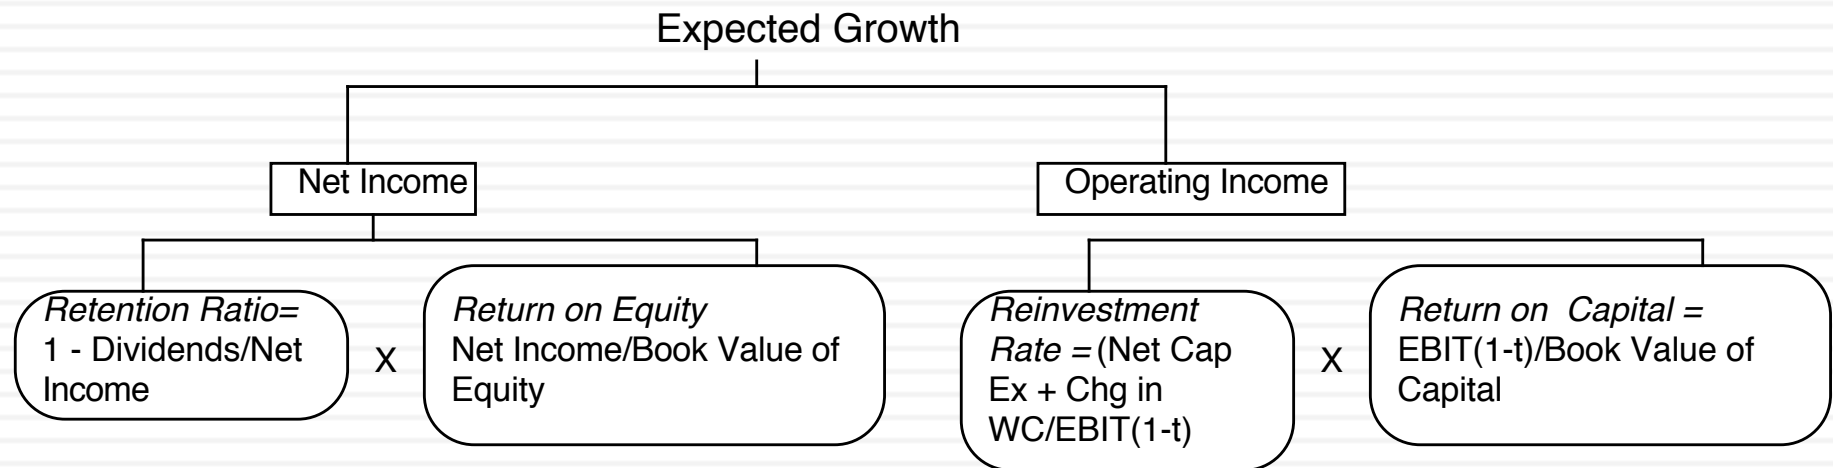 Expected Growth
Net Income
Operating Income
Retention Ratio=
1 - Dividends/Net
Income
X
Return on Equity
Net Income/Book Value of
Equity
Reinvestment
Rate = (Net Cap
Ex + Chg in
WC/EBIT(1-t)
X
Return on Capital =
EBIT(1-t)/Book Value of
Capital